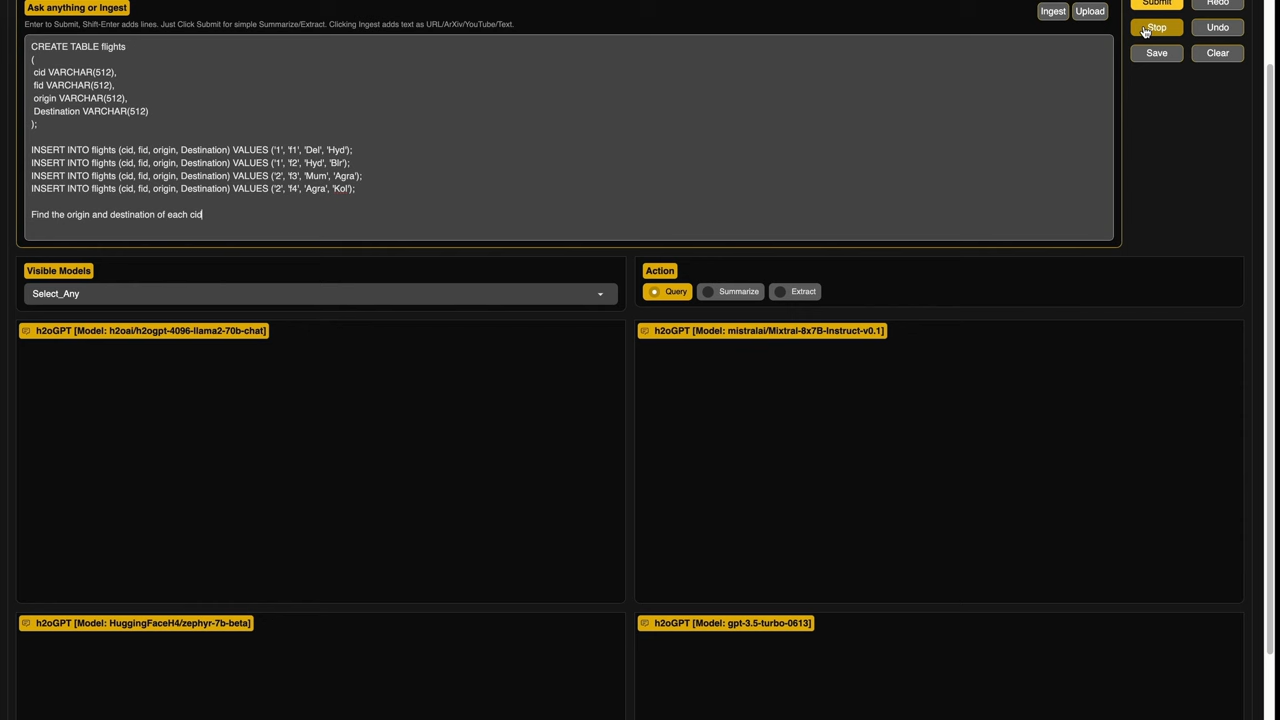 Ask anything or Ingest
Enter to Submit, Shift-Enter adds lines. Just Click Submit for simple Summarize/Extract. Clicking Ingest adds text as URL/ArXiv/YouTube/Text.
Ingest
Upload
Submit
Redo
Stop
Undo
Save
Clear
CREATE TABLE flights
(
cid VARCHAR(512),
fid VARCHAR(512),
origin VARCHAR(512),
Destination VARCHAR(512)
);
INSERT INTO flights (cid, fid, origin, Destination) VALUES ('1', 'f1', 'Del', 'Hyd');
INSERT INTO flights (cid, fid, origin, Destination) VALUES ('1', 'f2', 'Hyd', 'Blr');
INSERT INTO flights (cid, fid, origin, Destination) VALUES ('2', 'f3', 'Mum', 'Agra');
INSERT INTO flights (cid, fid, origin, Destination) VALUES ('2', 'f4', 'Agra', 'Kol');
Find the origin and destination of each cid
Visible Models
Select_Any
Action
Query
Summarize
Extract
h2oGPT [Model: h2oai/h2ogpt-4096-llama2-70b-chat]
h2oGPT [Model: mistralai/Mixtral-8x7B-Instruct-v0.1]
h2oGPT [Model: HuggingFaceH4/zephyr-7b-beta]
h2oGPT [Model: gpt-3.5-turbo-0613]